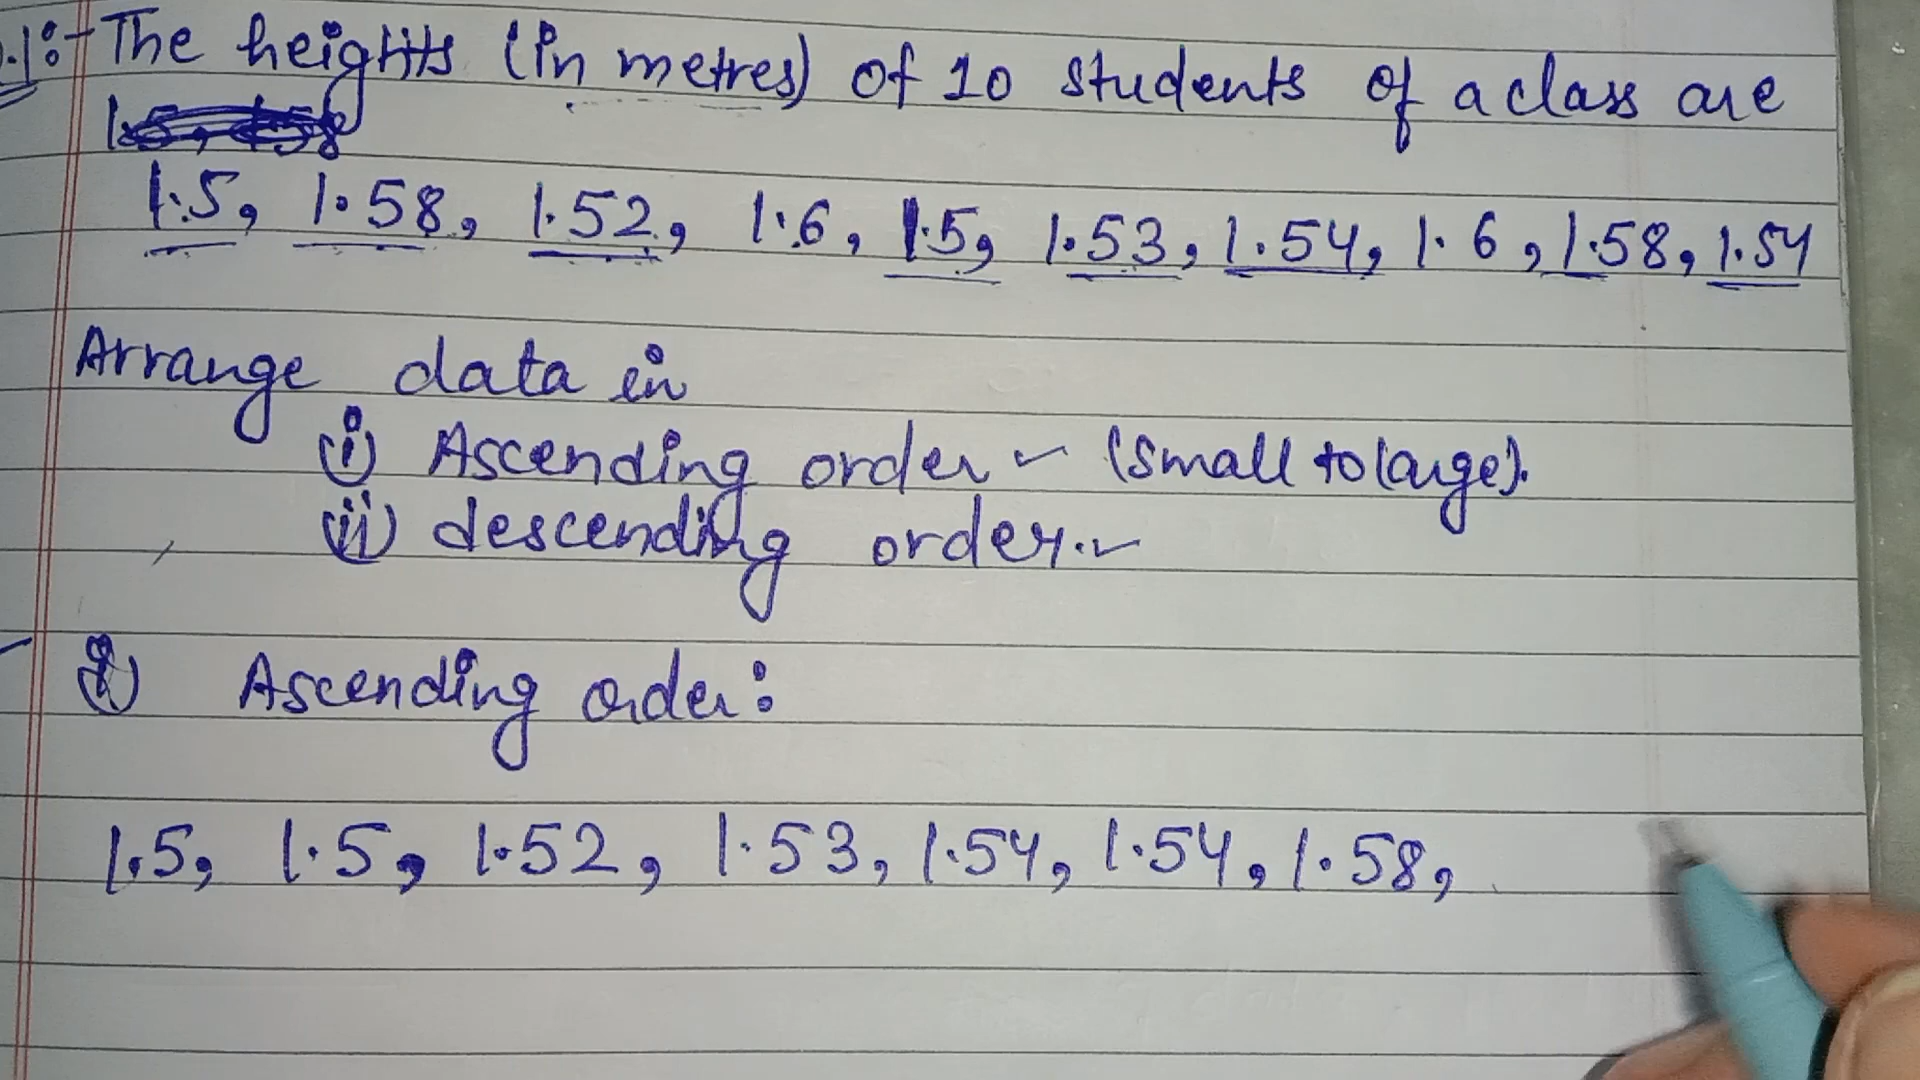 .1:- The heights (in metres) of 10 students of a class are
1.5, 1.58, 1.52, 1.6, 1.5, 1.53, 1.54, 1.6, 1.58, 1.54
Arrange data in
(i) Ascending order (small to large).
(ii) descending order.
(i) Ascending order:
1.5, 1.5, 1.52, 1.53, 1.54, 1.54, 1.58,